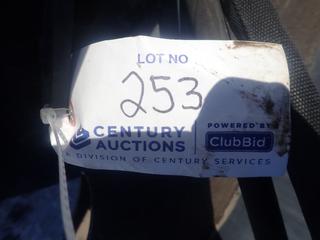 LOT NO
253
CENTURY AUCTIONS
POWERED BY
ClubBid
A DIVISION OF CENTURY SERVICES